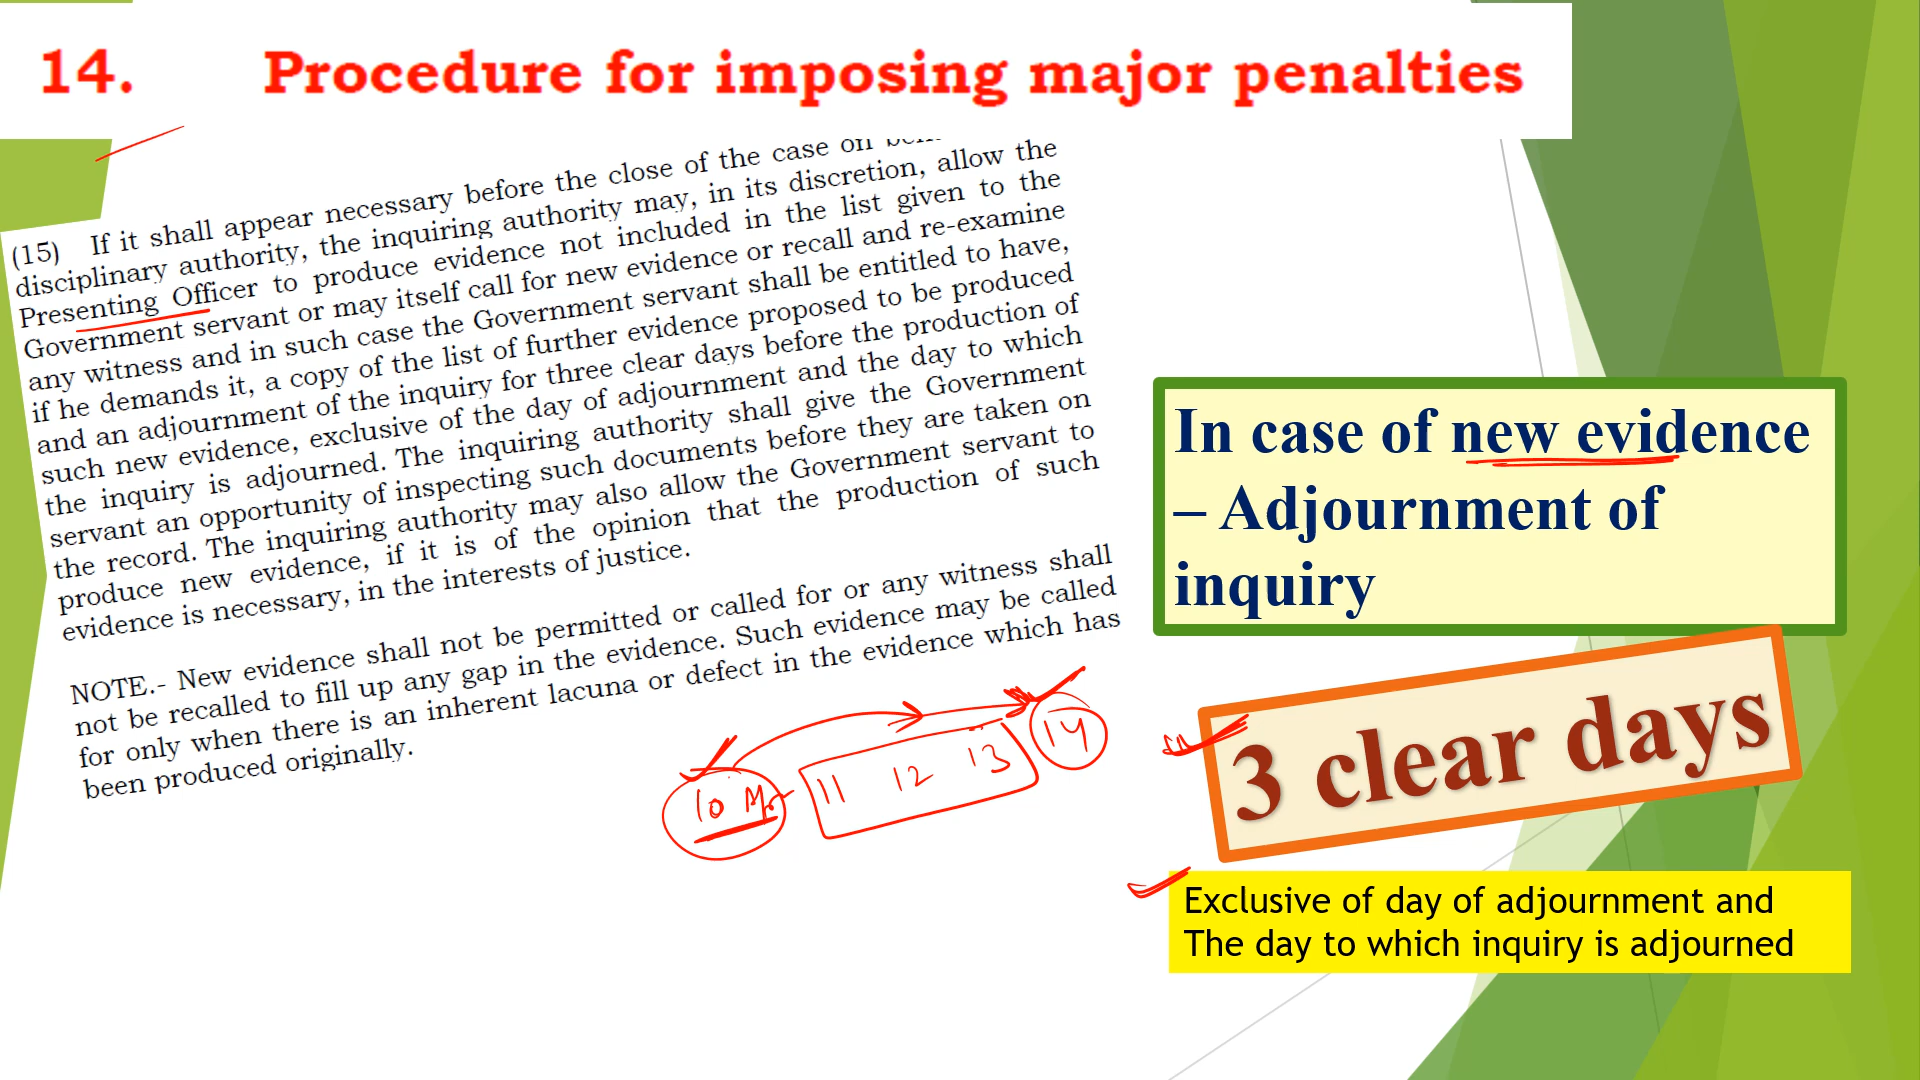 14. Procedure for imposing major penalties
(15) If it shall appear necessary before the close of the case on
disciplinary authority, the inquiring authority may, in its discretion, allow the
Presenting Officer to produce evidence not included in the list given to the
Government servant or may itself call for new evidence or recall and re-examine
any witness and in such case the Government servant shall be entitled to have,
if he demands it, a copy of the list of further evidence proposed to be produced
and an adjournment of the inquiry for three clear days before the production of
such new evidence, exclusive of the day of adjournment and the day to which
the inquiry is adjourned. The inquiring authority shall give the Government
servant an opportunity of inspecting such documents before they are taken on
the record. The inquiring authority may also allow the Government servant to
produce new evidence, if it is of the opinion that the production of such
evidence is necessary, in the interests of justice.
NOTE.- New evidence shall not be permitted or called for or any witness shall
not be recalled to fill up any gap in the evidence. Such evidence may be called
for only when there is an inherent lacuna or defect in the evidence which has
been produced originally.
10 11 12 13 14
In case of new evidence
– Adjournment of
inquiry
3 clear days
Exclusive of day of adjournment and
The day to which inquiry is adjourned